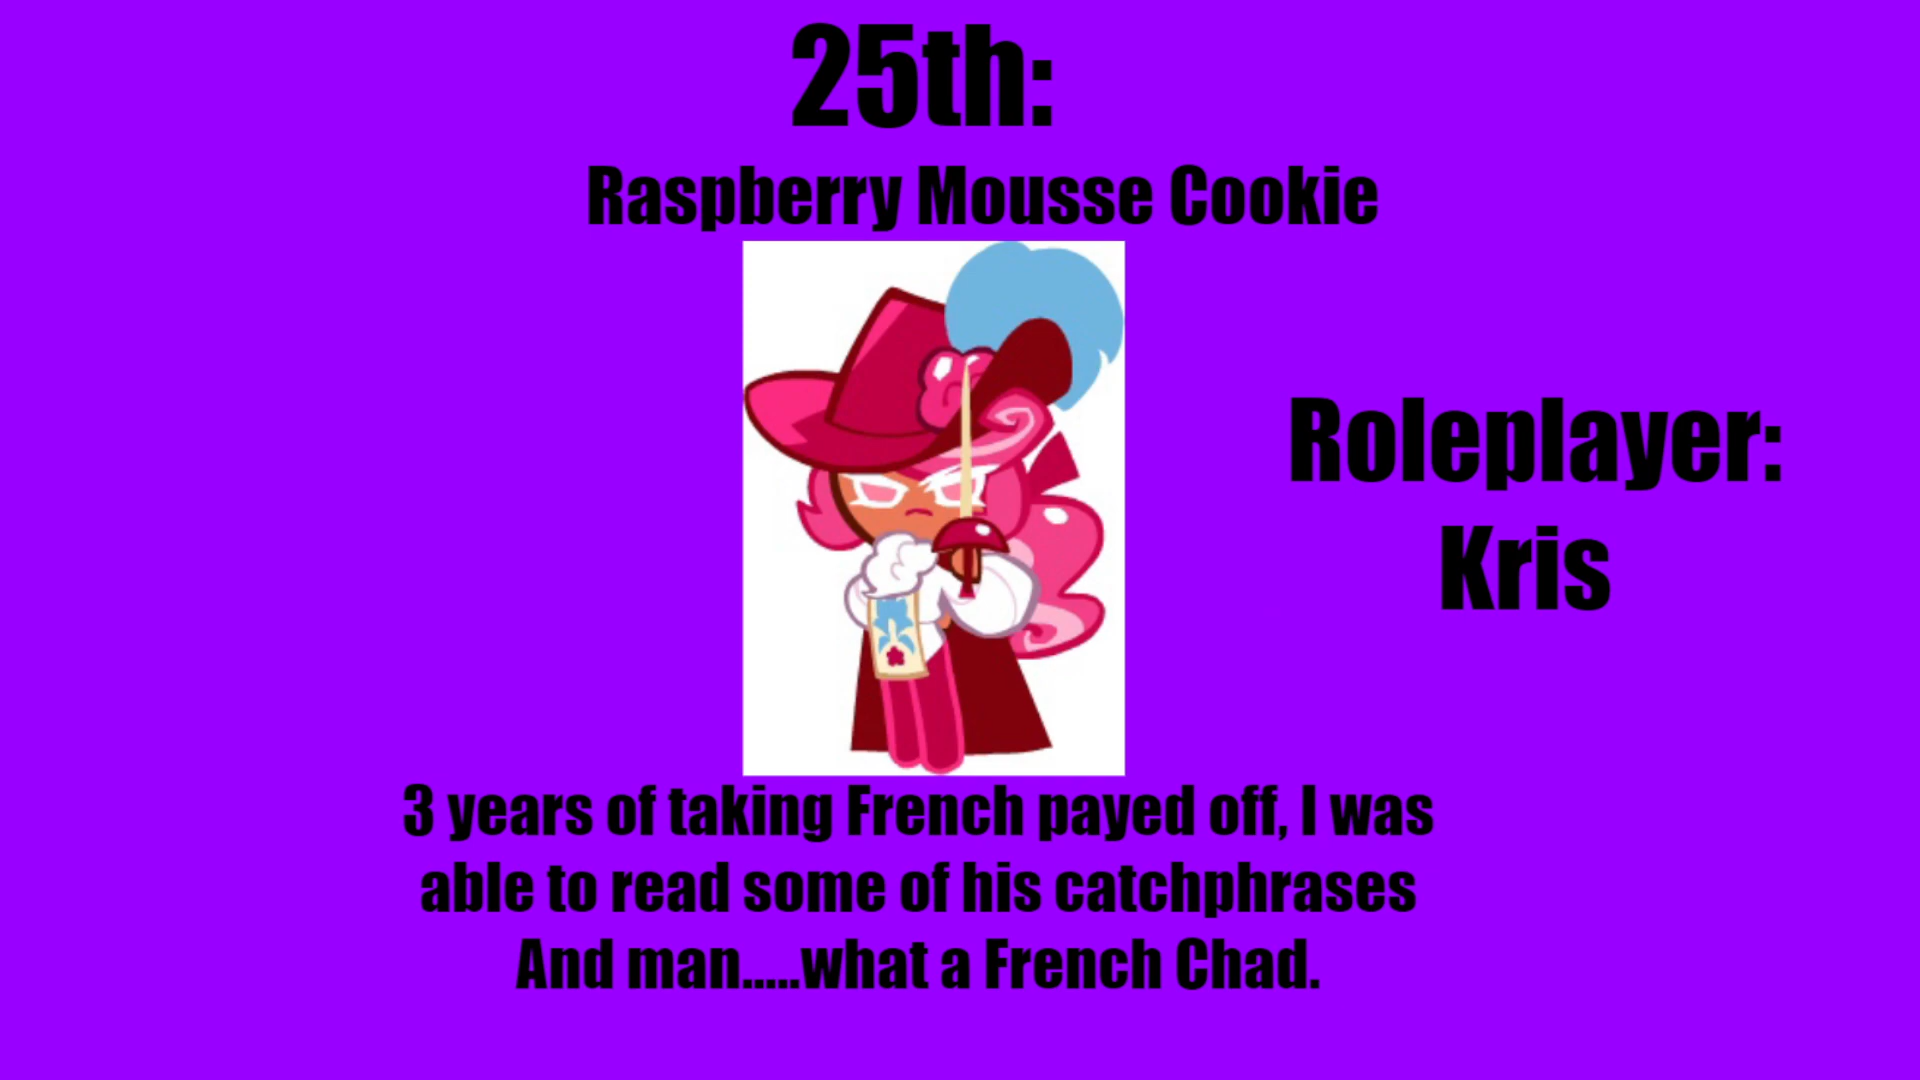 25th:
Raspberry Mousse Cookie
Roleplayer:
Kris
3 years of taking French payed off, I was
able to read some of his catchphrases
And man.....what a French Chad.